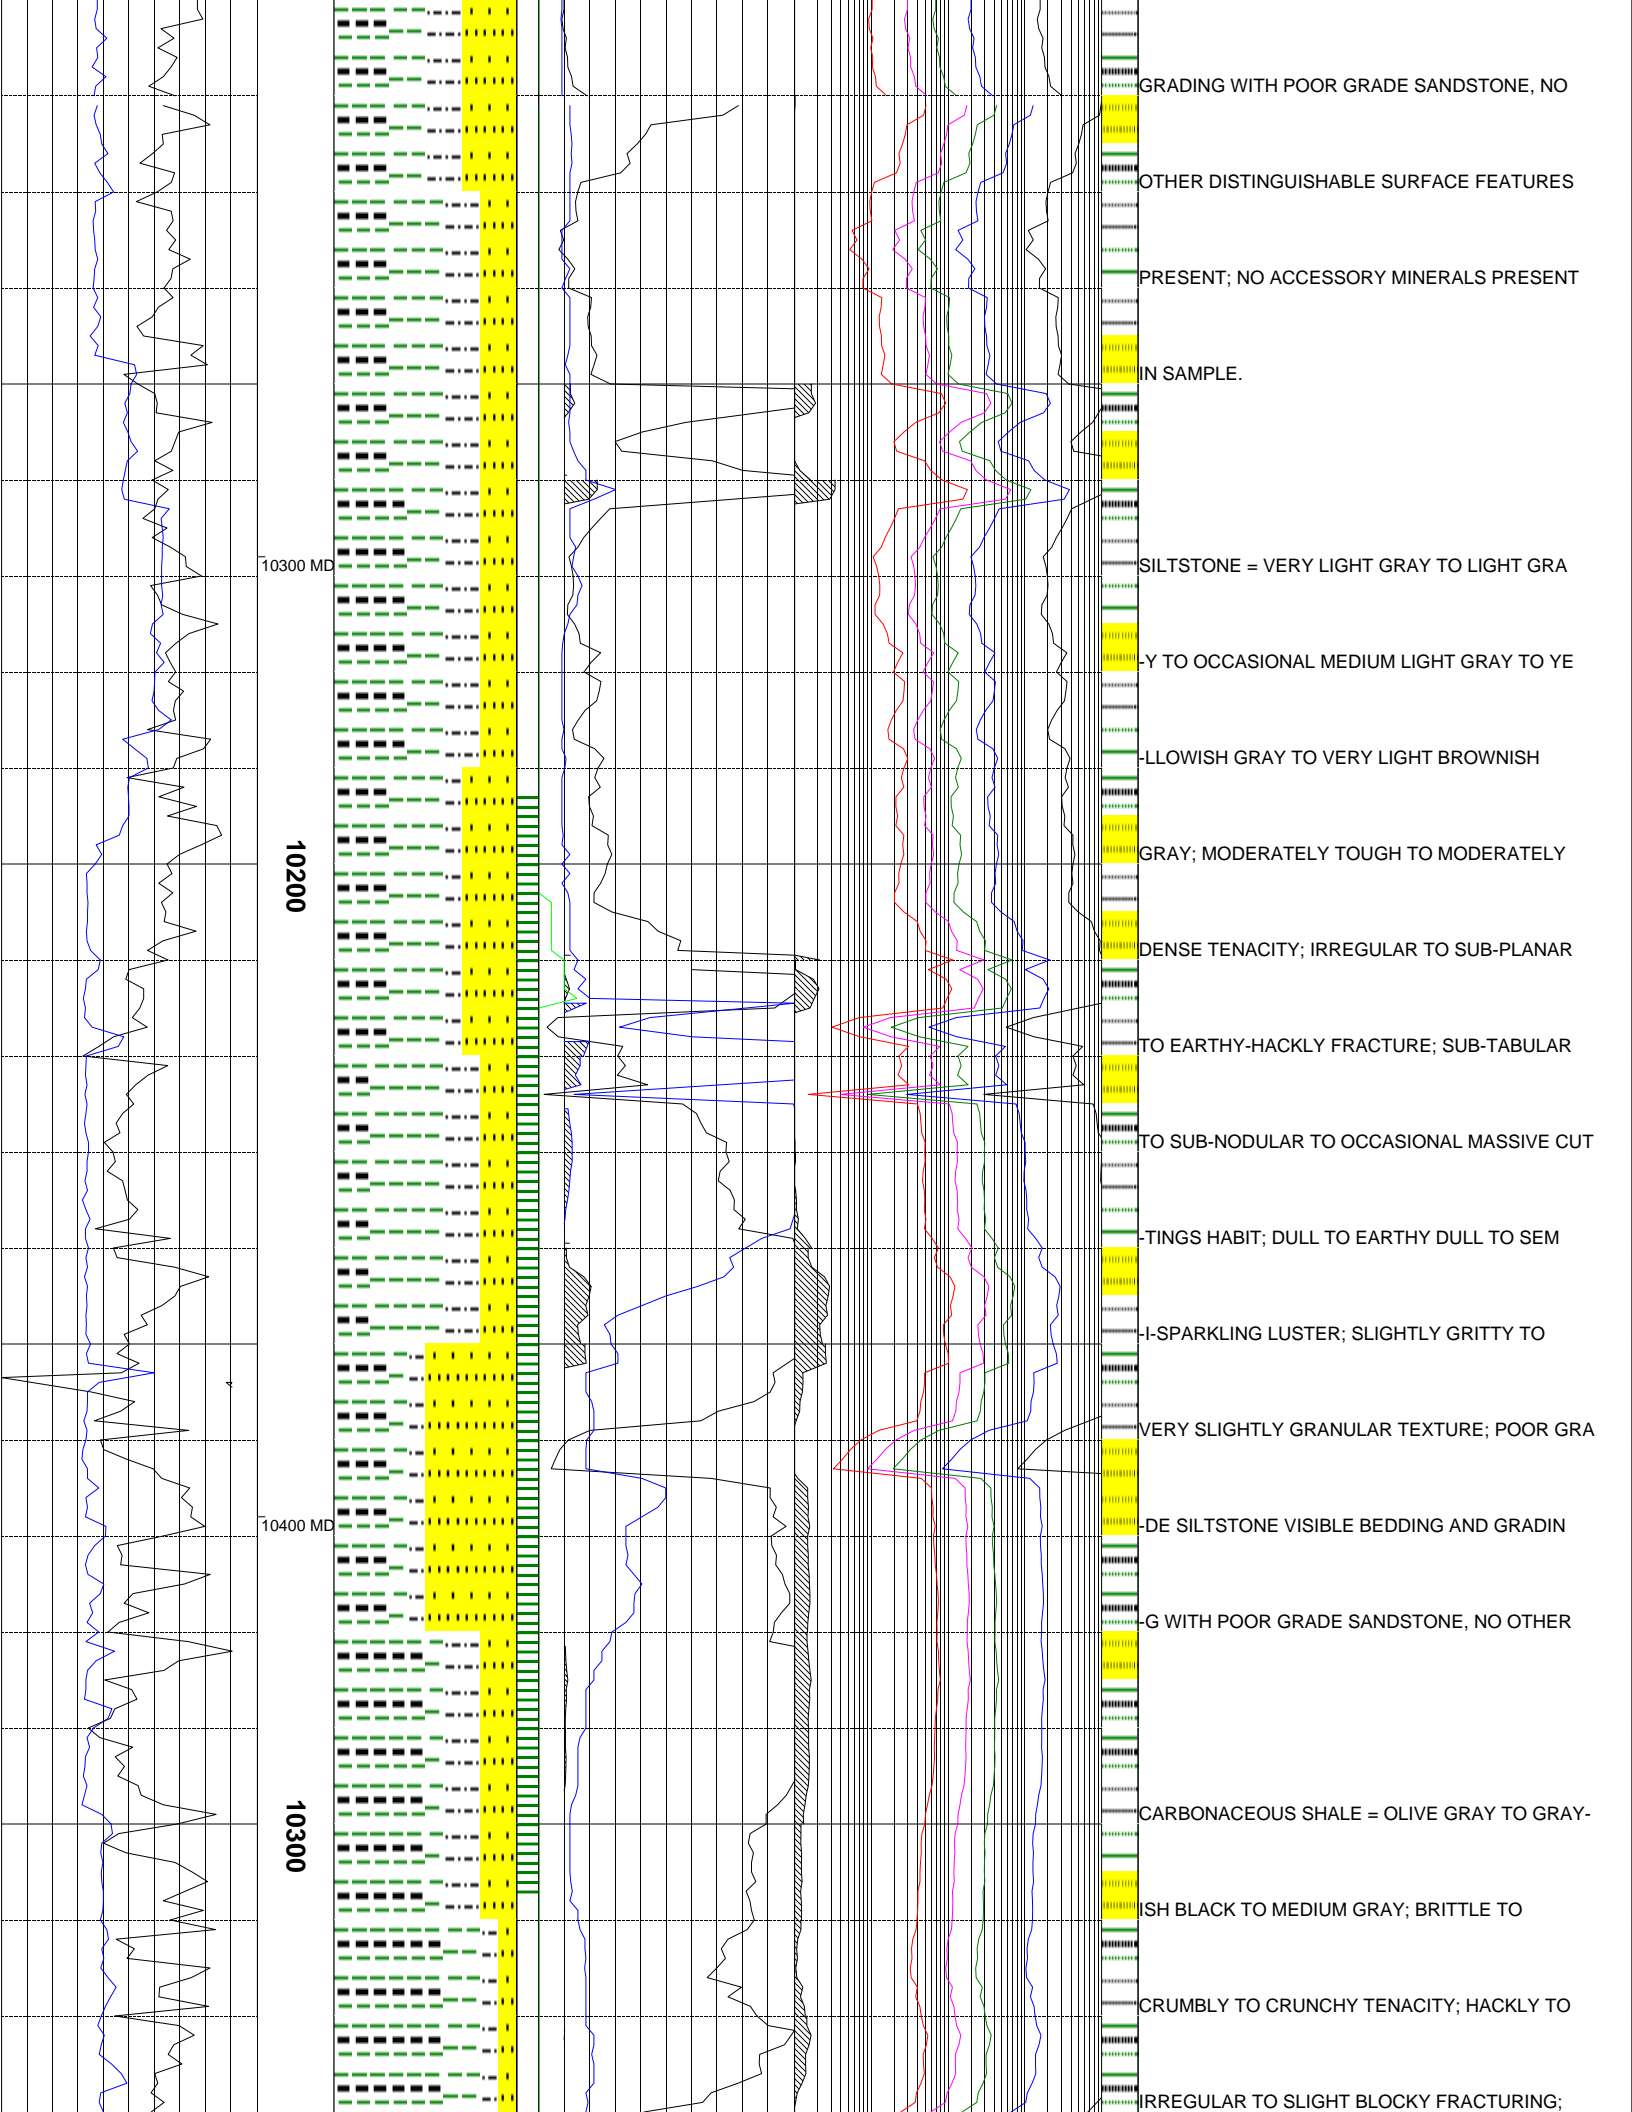 GRADING WITH POOR GRADE SANDSTONE, NO
OTHER DISTINGUISHABLE SURFACE FEATURES
PRESENT; NO ACCESSORY MINERALS PRESENT
IN SAMPLE.
10300 MD
SILTSTONE = VERY LIGHT GRAY TO LIGHT GRA
-Y TO OCCASIONAL MEDIUM LIGHT GRAY TO YE
-LLOWISH GRAY TO VERY LIGHT BROWNISH
10200
GRAY; MODERATELY TOUGH TO MODERATELY
DENSE TENACITY; IRREGULAR TO SUB-PLANAR
TO EARTHY-HACKLY FRACTURE; SUB-TABULAR
TO SUB-NODULAR TO OCCASIONAL MASSIVE CUT
-TINGS HABIT; DULL TO EARTHY DULL TO SEM
-I-SPARKLING LUSTER; SLIGHTLY GRITTY TO
VERY SLIGHTLY GRANULAR TEXTURE; POOR GRA
10400 MD
-DE SILTSTONE VISIBLE BEDDING AND GRADIN
-G WITH POOR GRADE SANDSTONE, NO OTHER
CARBONACEOUS SHALE = OLIVE GRAY TO GRAY-
10300
ISH BLACK TO MEDIUM GRAY; BRITTLE TO
CRUMBLY TO CRUNCHY TENACITY; HACKLY TO
IRREGULAR TO SLIGHT BLOCKY FRACTURING;